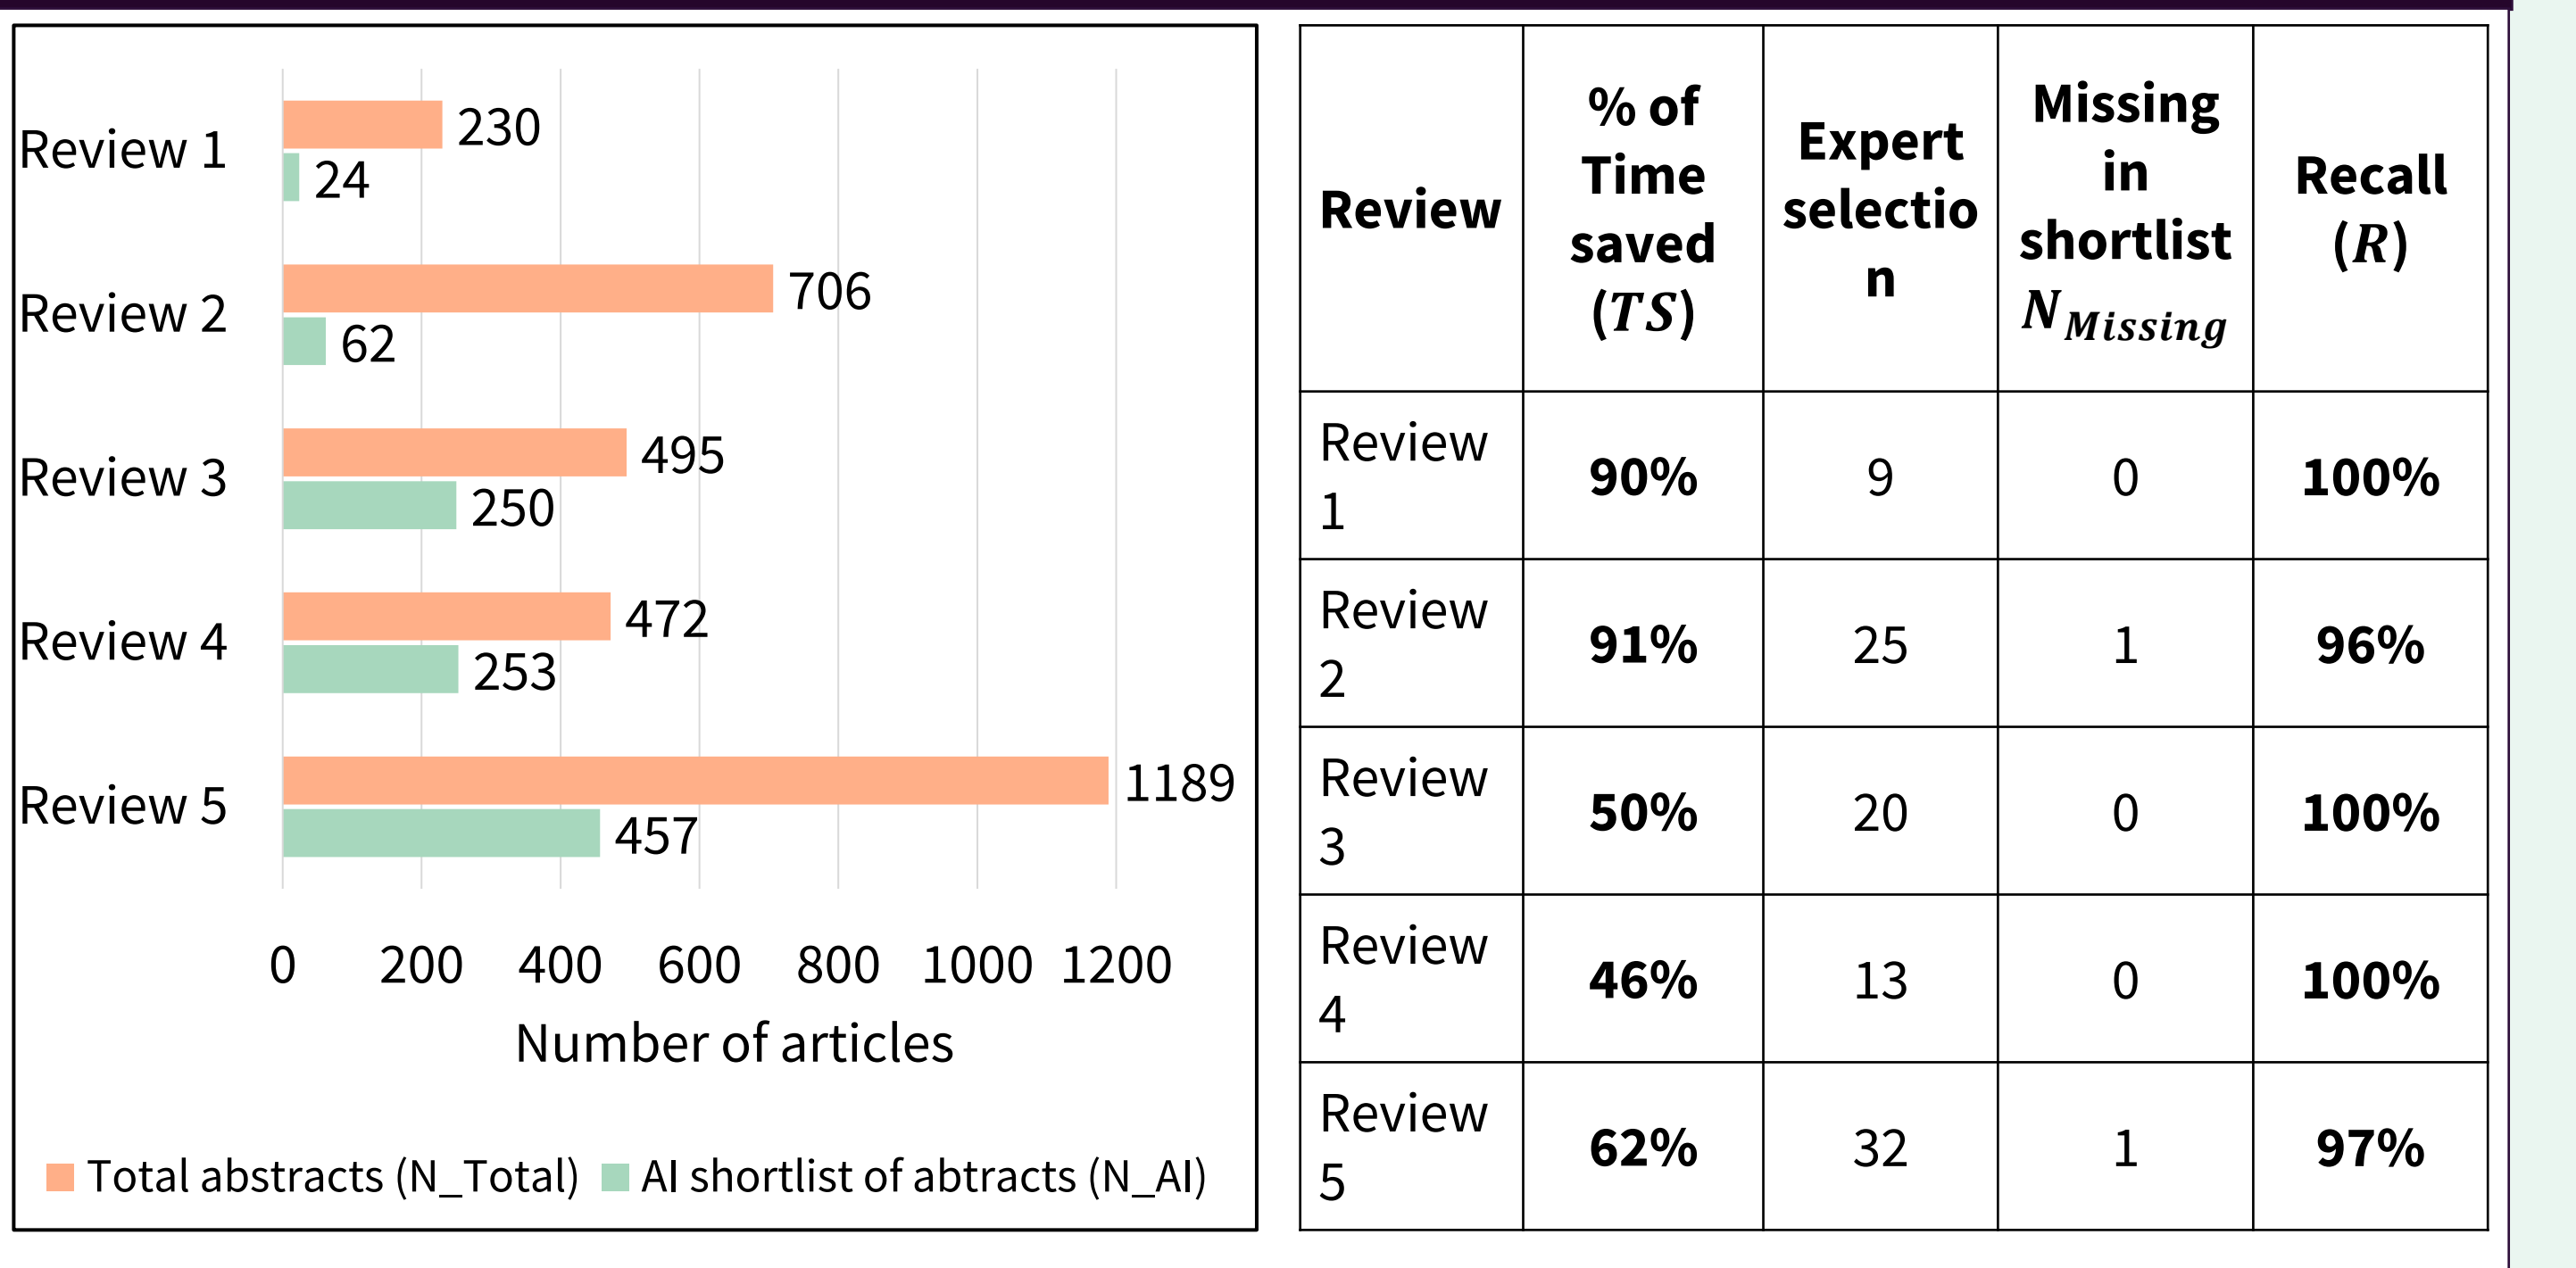 Review 1
230
24
Review 2
706
62
Review 3
495
250
Review 4
472
253
Review 5
1189
457
0 200 400 600 800 1000 1200
Number of articles
Total abstracts (N_Total) AI shortlist of abtracts (N_AI)
Review
% of
Time
saved
(TS)
Expert
selectio
n
Missing
in
shortlist
N_Missing
Recall
(R)
Review
1
90% 9 0 100%
Review
2
91% 25 1 96%
Review
3
50% 20 0 100%
Review
4
46% 13 0 100%
Review
5
62% 32 1 97%